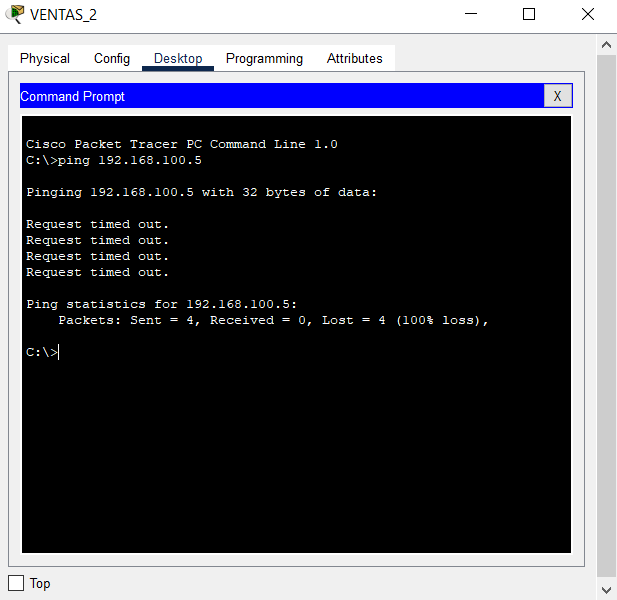 VENTAS_2
Physical Config Desktop Programming Attributes
Command Prompt X
Cisco Packet Tracer PC Command Line 1.0
C:\>ping 192.168.100.5
Pinging 192.168.100.5 with 32 bytes of data:
Request timed out.
Request timed out.
Request timed out.
Request timed out.
Ping statistics for 192.168.100.5:
Packets: Sent = 4, Received = 0, Lost = 4 (100% loss),
C:\>
Top